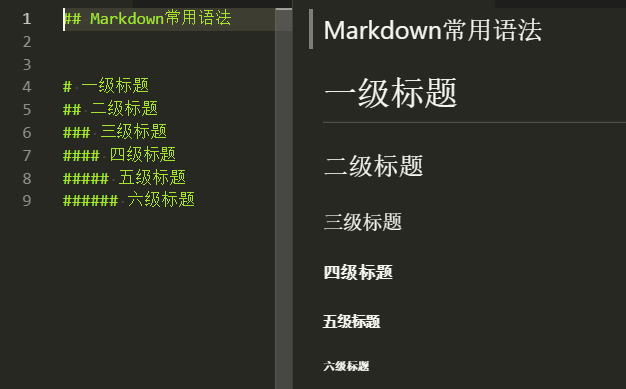 1 ## Markdown常用语法
2
3
4 # 一级标题
5 ## 二级标题
6 ### 三级标题
7 #### 四级标题
8 ##### 五级标题
9 ###### 六级标题
Markdown常用语法
一级标题
二级标题
三级标题
四级标题
五级标题
六级标题